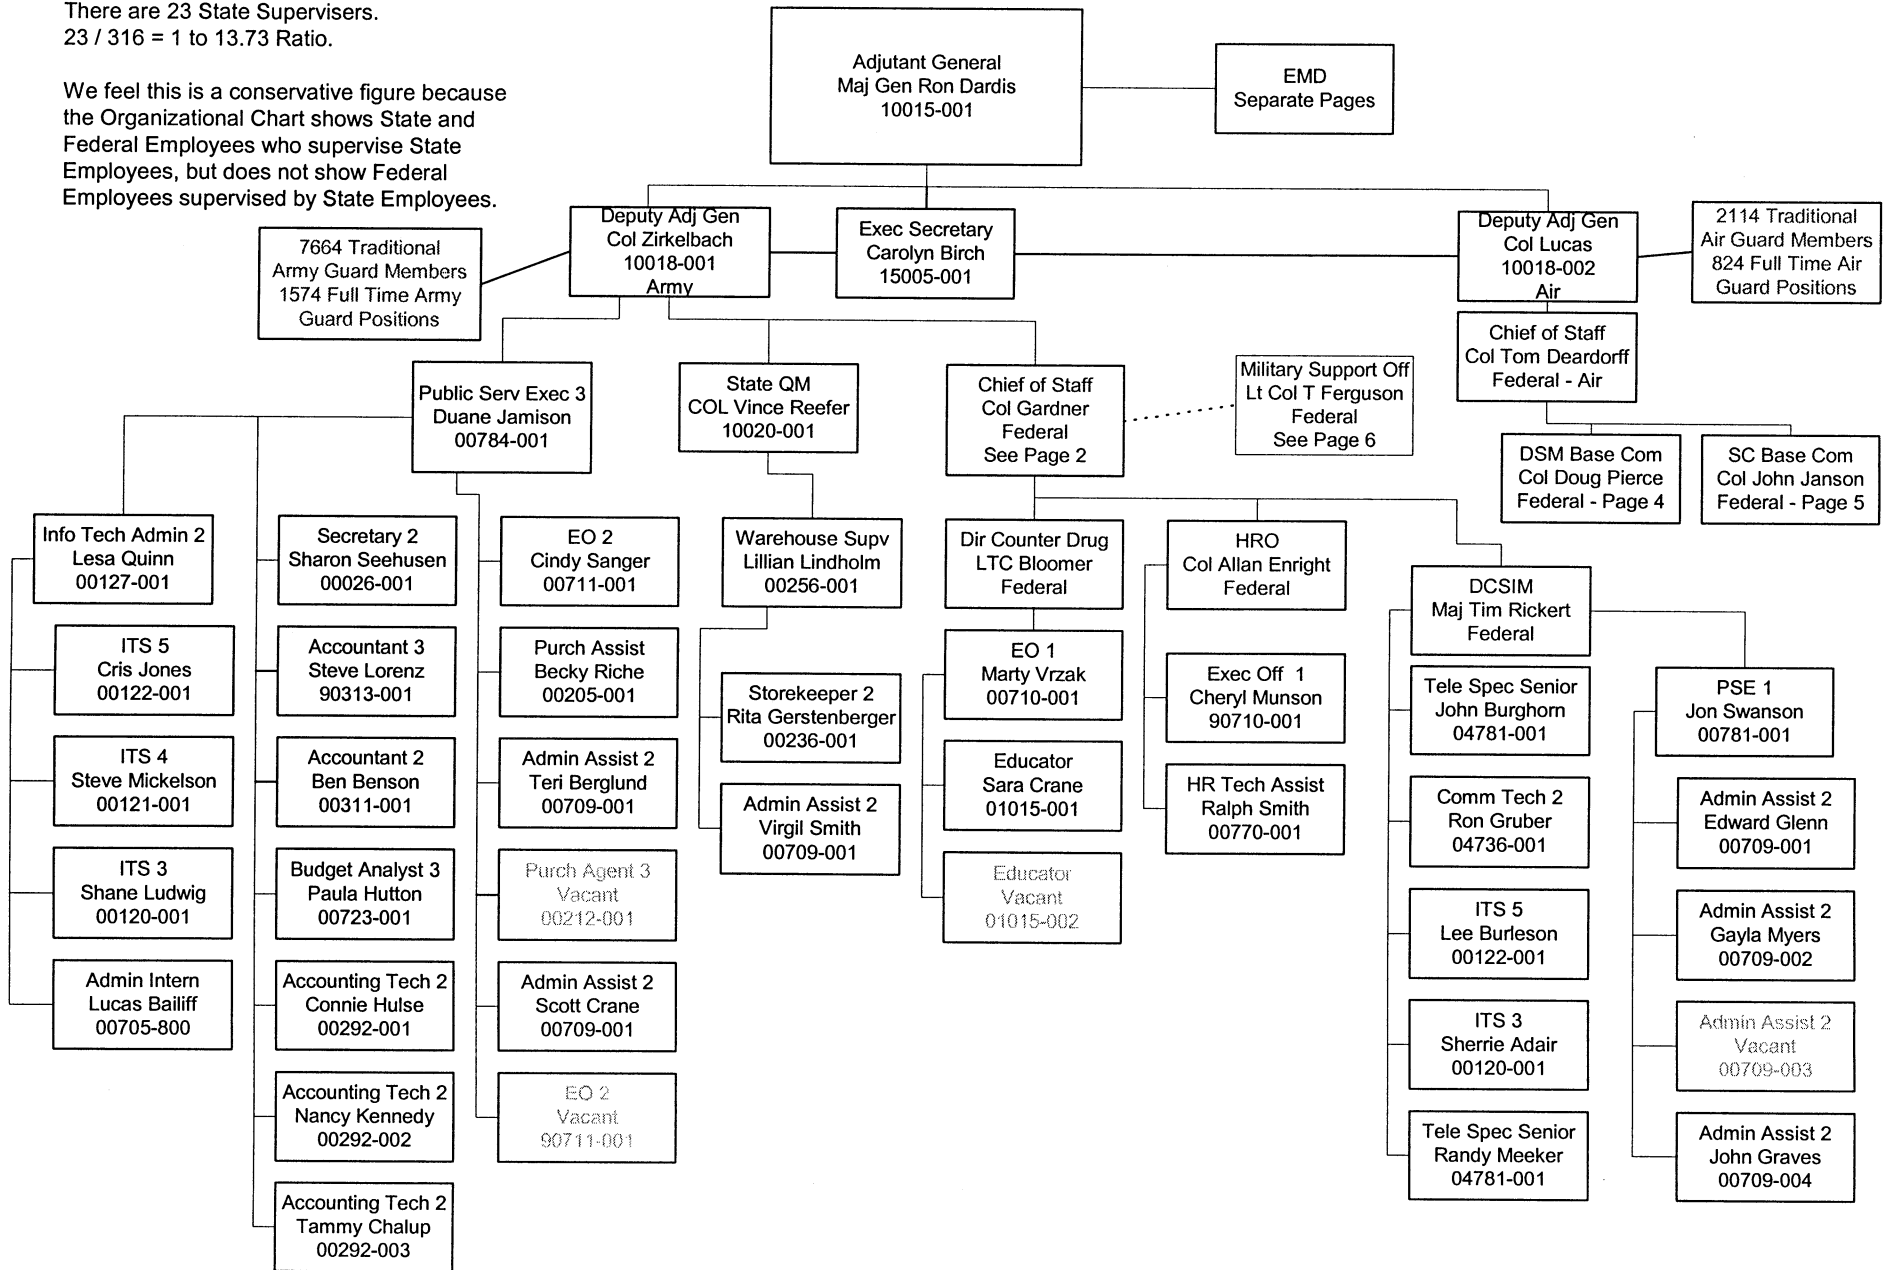 There are 23 State Supervisers.
23 / 316 = 1 to 13.73 Ratio.
We feel this is a conservative figure because
the Organizational Chart shows State and
Federal Employees who supervise State
Employees, but does not show Federal
Employees supervised by State Employees.
Adjutant General
Maj Gen Ron Dardis
10015-001
EMD
Separate Pages
7664 Traditional
Army Guard Members
1574 Full Time Army
Guard Positions
Deputy Adj Gen
Col Zirkelbach
10018-001
Army
Exec Secretary
Carolyn Birch
15005-001
Deputy Adj Gen
Col Lucas
10018-002
Air
2114 Traditional
Air Guard Members
824 Full Time Air
Guard Positions
Chief of Staff
Col Tom Deardorff
Federal - Air
Public Serv Exec 3
Duane Jamison
00784-001
State QM
COL Vince Reefer
10020-001
Chief of Staff
Col Gardner
Federal
See Page 2
Military Support Off
Lt Col T Ferguson
Federal
See Page 6
DSM Base Com
Col Doug Pierce
Federal - Page 4
SC Base Com
Col John Janson
Federal - Page 5
Info Tech Admin 2
Lesa Quinn
00127-001
ITS 5
Cris Jones
00122-001
ITS 4
Steve Mickelson
00121-001
ITS 3
Shane Ludwig
00120-001
Admin Intern
Lucas Bailiff
00705-800
Secretary 2
Sharon Seehusen
00026-001
Accountant 3
Steve Lorenz
90313-001
Accountant 2
Ben Benson
00311-001
Budget Analyst 3
Paula Hutton
00723-001
Accounting Tech 2
Connie Hulse
00292-001
Accounting Tech 2
Nancy Kennedy
00292-002
Accounting Tech 2
Tammy Chalup
00292-003
EO 2
Cindy Sanger
00711-001
Purch Assist
Becky Riche
00205-001
Admin Assist 2
Teri Berglund
00709-001
Purch Agent 3
Vacant
00212-001
Admin Assist 2
Scott Crane
00709-001
EO 2
Vacant
90711-001
Warehouse Supv
Lillian Lindholm
00256-001
Storekeeper 2
Rita Gerstenberger
00236-001
Admin Assist 2
Virgil Smith
00709-001
Dir Counter Drug
LTC Bloomer
Federal
EO 1
Marty Vrzak
00710-001
Educator
Sara Crane
01015-001
Educator
Vacant
01015-002
HRO
Col Allan Enright
Federal
Exec Off 1
Cheryl Munson
90710-001
HR Tech Assist
Ralph Smith
00770-001
DCSIM
Maj Tim Rickert
Federal
Tele Spec Senior
John Burghorn
04781-001
Comm Tech 2
Ron Gruber
04736-001
ITS 5
Lee Burleson
00122-001
ITS 3
Sherrie Adair
00120-001
Tele Spec Senior
Randy Meeker
04781-001
PSE 1
Jon Swanson
00781-001
Admin Assist 2
Edward Glenn
00709-001
Admin Assist 2
Gayla Myers
00709-002
Admin Assist 2
Vacant
00709-003
Admin Assist 2
John Graves
00709-004